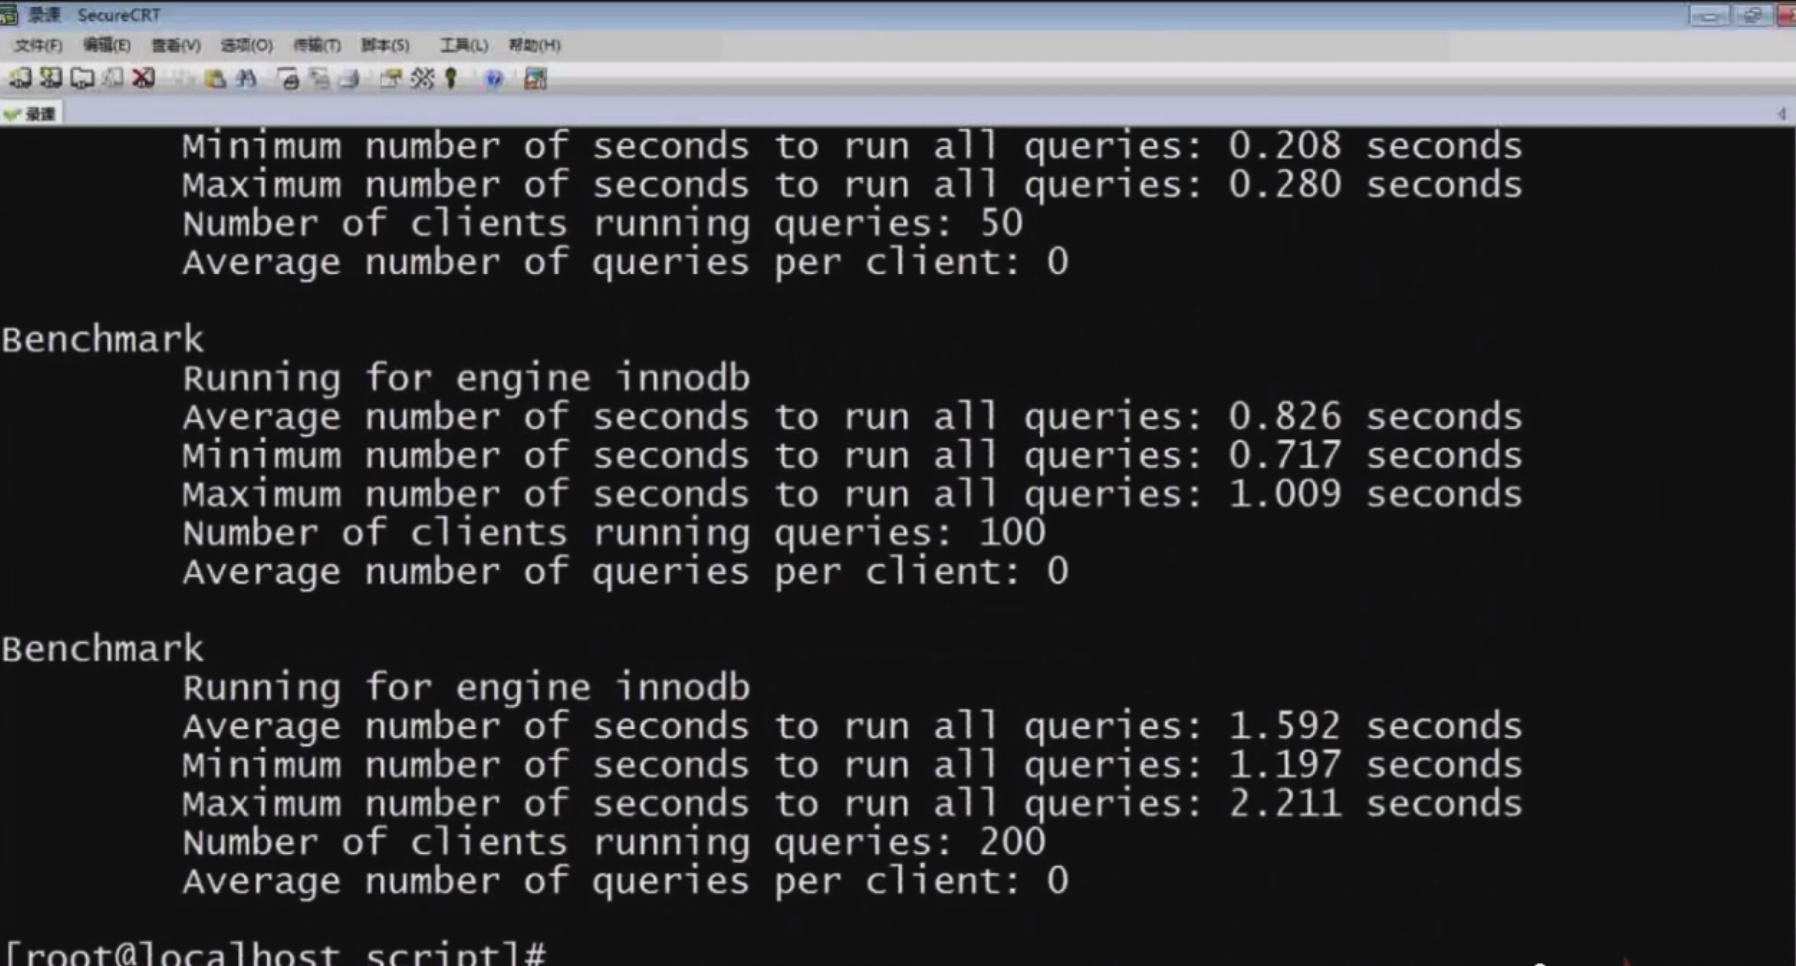 录课 SecureCRT
文件(F) 编辑(E) 查看(V) 选项(O) 传输(T) 脚本(S) 工具(L) 帮助(H)
录课
Minimum number of seconds to run all queries: 0.208 seconds
Maximum number of seconds to run all queries: 0.280 seconds
Number of clients running queries: 50
Average number of queries per client: 0
Benchmark
Running for engine innodb
Average number of seconds to run all queries: 0.826 seconds
Minimum number of seconds to run all queries: 0.717 seconds
Maximum number of seconds to run all queries: 1.009 seconds
Number of clients running queries: 100
Average number of queries per client: 0
Benchmark
Running for engine innodb
Average number of seconds to run all queries: 1.592 seconds
Minimum number of seconds to run all queries: 1.197 seconds
Maximum number of seconds to run all queries: 2.211 seconds
Number of clients running queries: 200
Average number of queries per client: 0
[root@localhost script]#